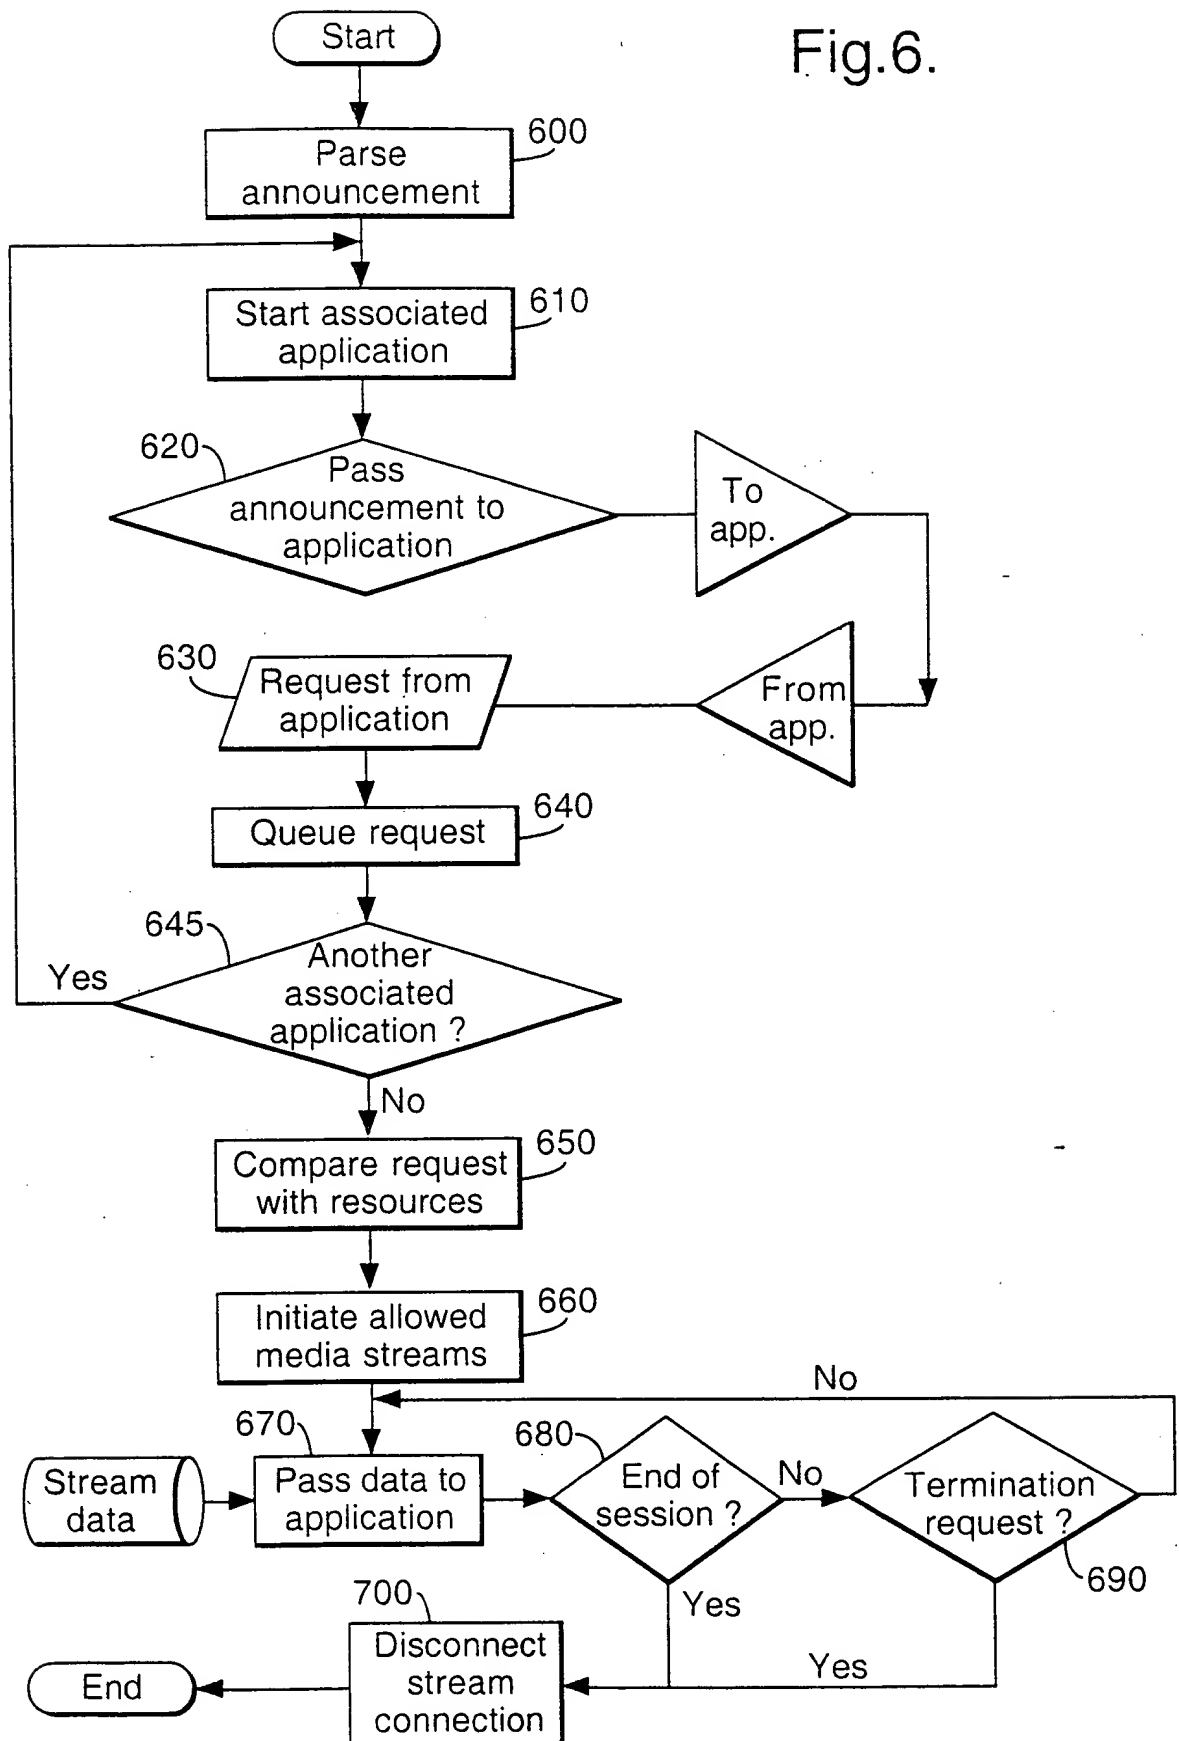 Start
Fig.6.
600
Parse
announcement
610
Start associated
application
620
Pass
announcement to
application
To
app.
630
Request from
application
From
app.
Queue request
640
645
Another
associated
application ?
Yes
No
650
Compare request
with resources
660
Initiate allowed
media streams
No
670
680
Stream
data
Pass data to
application
End of
session ?
No
Termination
request ?
690
Yes
700
Disconnect
stream
connection
Yes
End